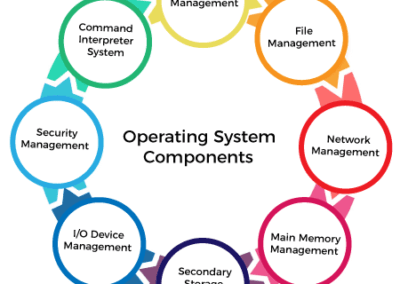 Management
File
Management
Network
Management
Main Memory
Management
Secondary
Storage
I/O Device
Management
Security
Management
Command
Interpreter
System
Operating System
Components